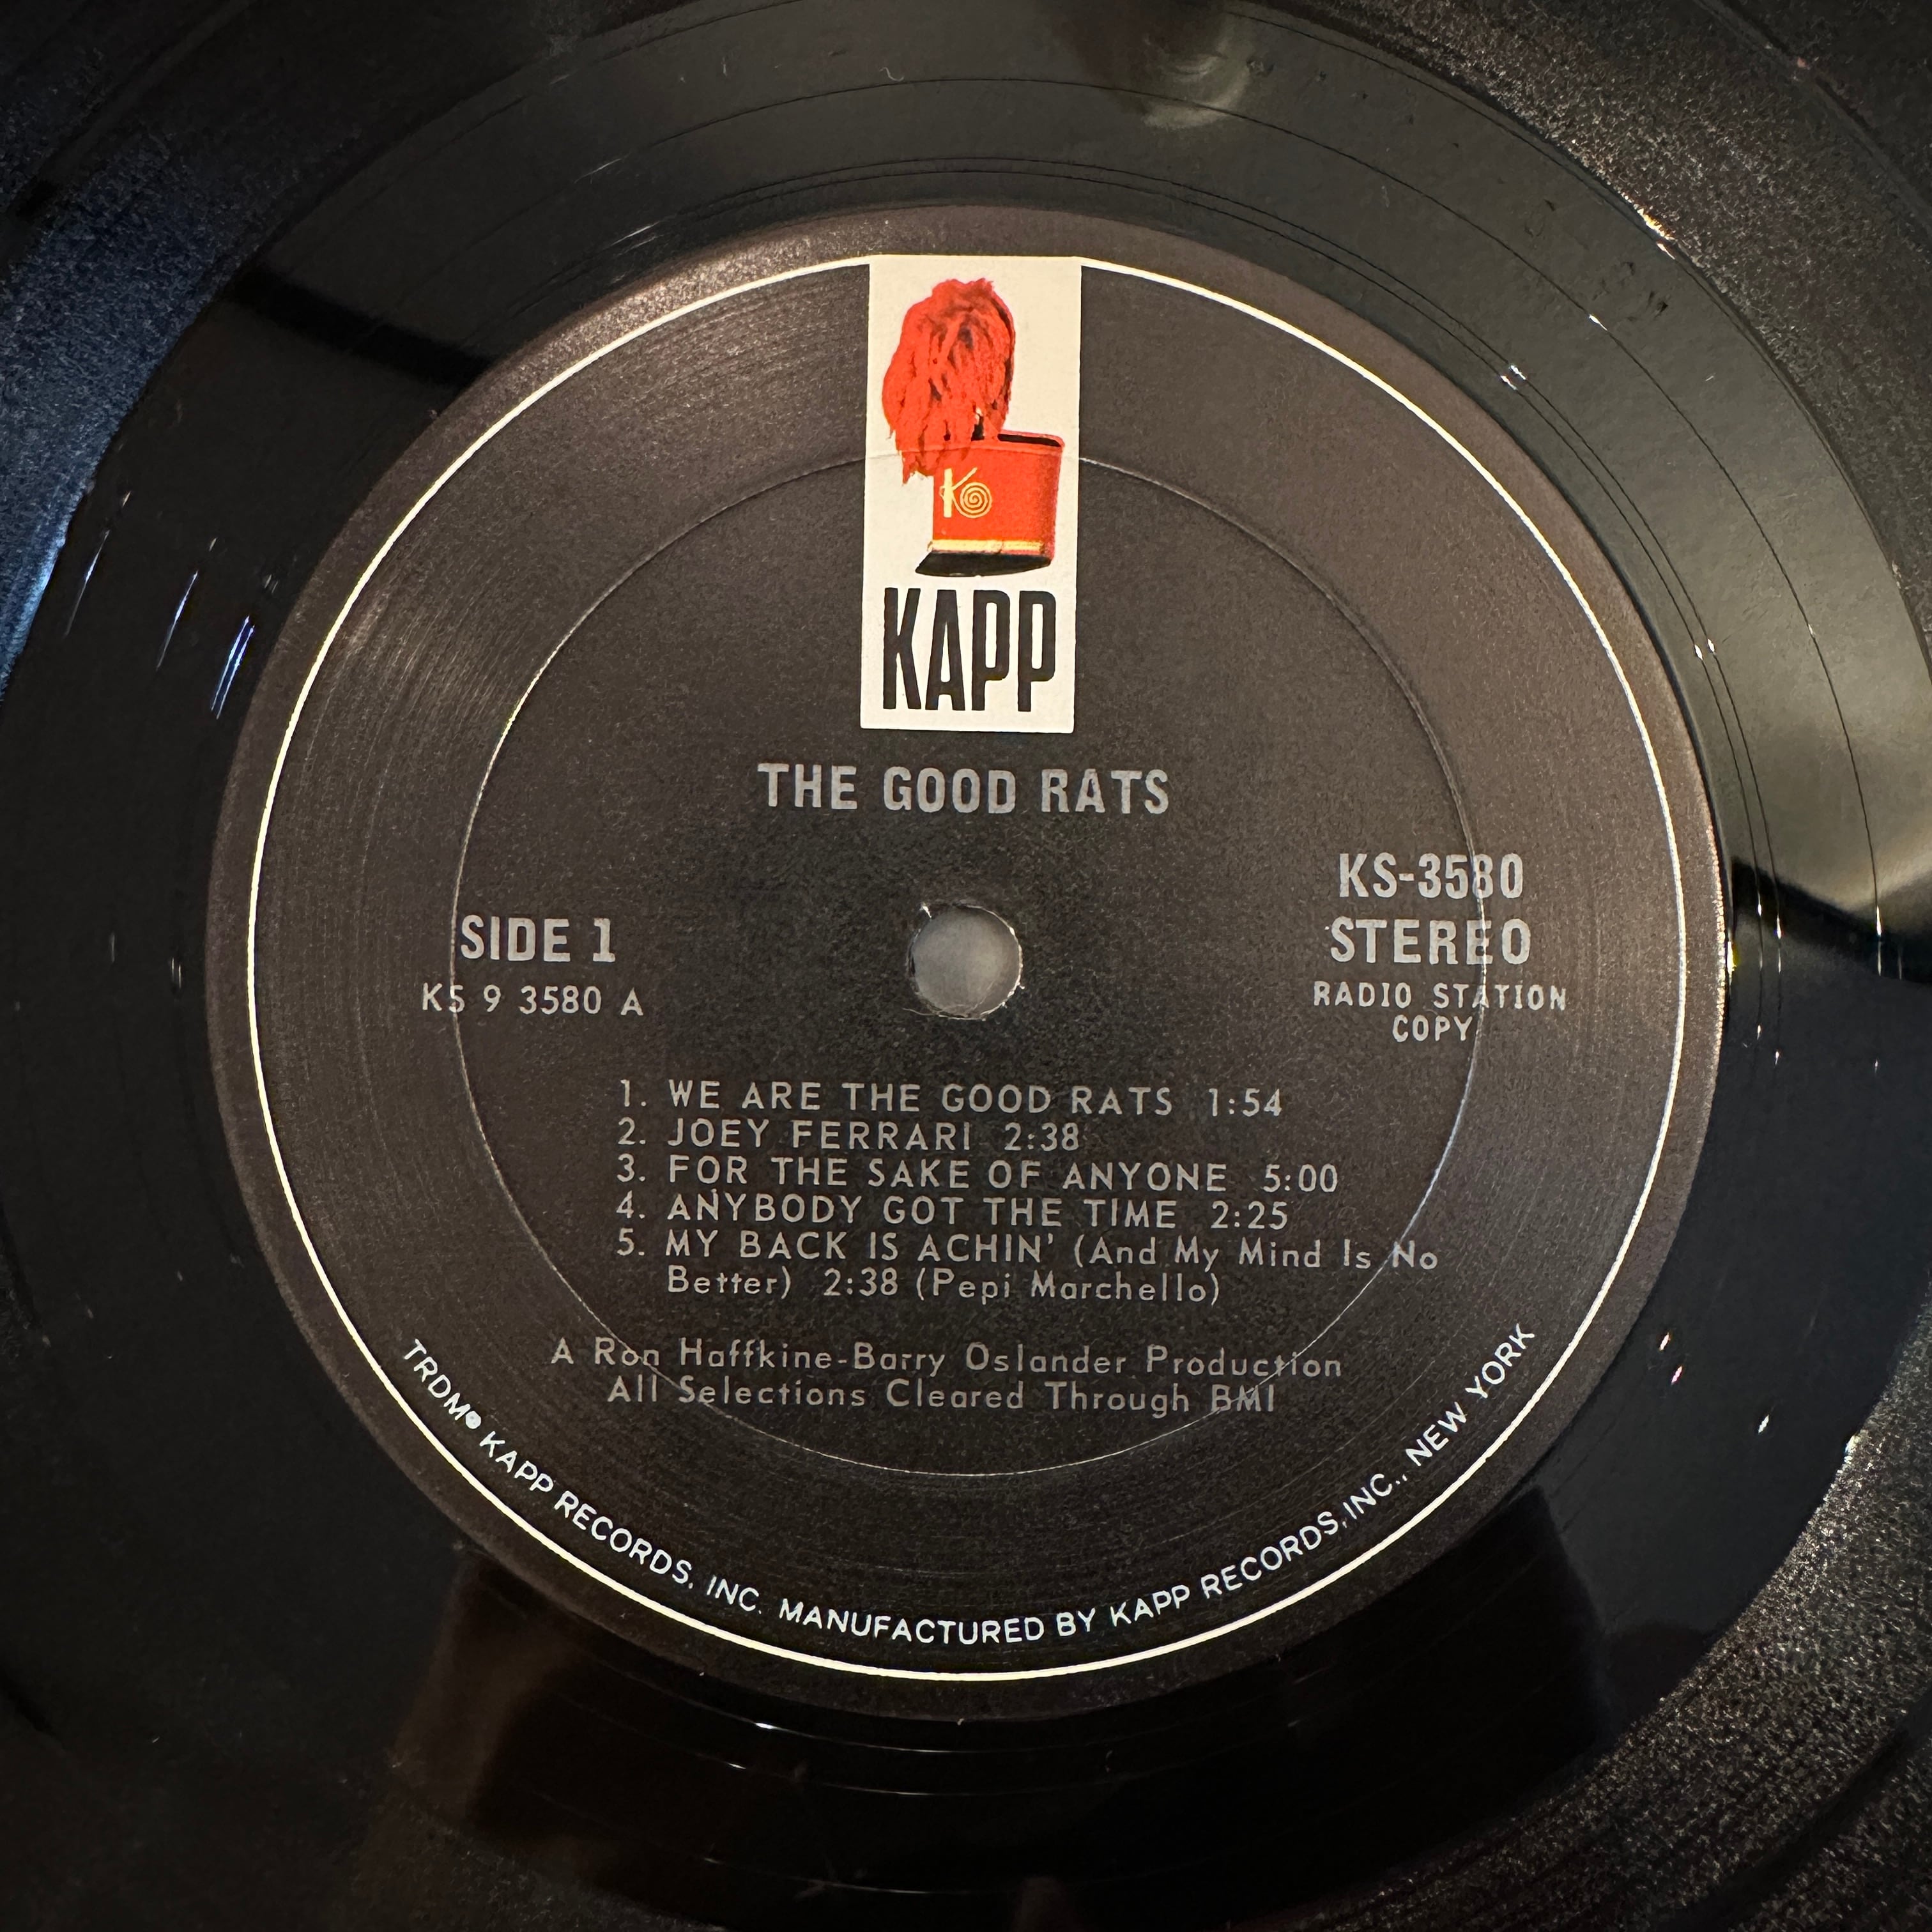 K
KAPP
THE GOOD RATS
KS-3580
SIDE 1
STEREO
KS 9 3580 A
RADIO STATION
COPY
1. WE ARE THE GOOD RATS 1:54
2. JOEY FERRARI 2:38
3. FOR THE SAKE OF ANYONE 5:00
4. ANYBODY GOT THE TIME 2:25
5. MY BACK IS ACHIN' (And My Mind Is No
Better) 2:38 (Pepi Marchello)
A Ron Haffkine-Barry Oslander Production
All Selections Cleared Through BMI
TRDM® KAPP RECORDS, INC. MANUFACTURED BY KAPP RECORDS, INC., NEW YORK